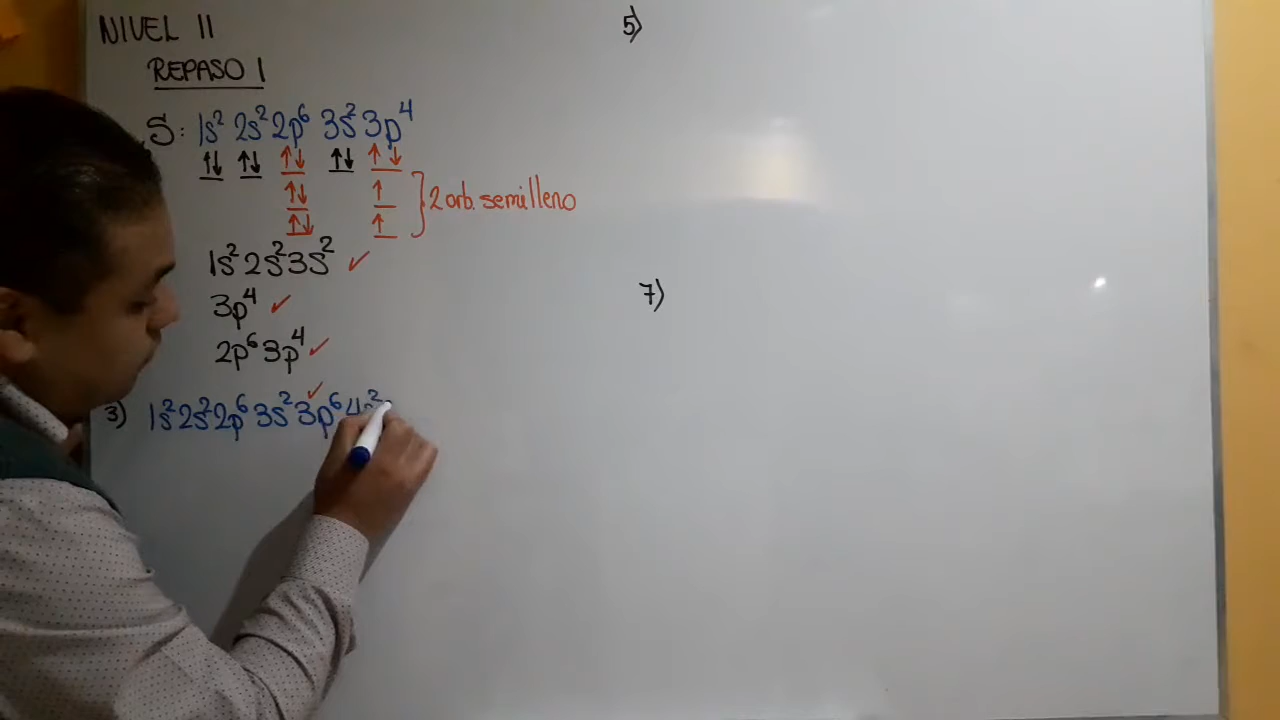 NIVEL II
REPASO 1
S: 1s² 2s² 2p⁶ 3s² 3p⁴
↑↓ ↑↓ ↑↓ ↑↓ ↑↓
↑↓ ↑ } 2 orb. semilleno
↑↓ ↑
1s² 2s² 3s² ✓
3p⁴ ✓
2p⁶ 3p⁴ ✓
3) 1s² 2s² 2p⁶ 3s² 3p⁶ ✓ 4s²
5)
7)